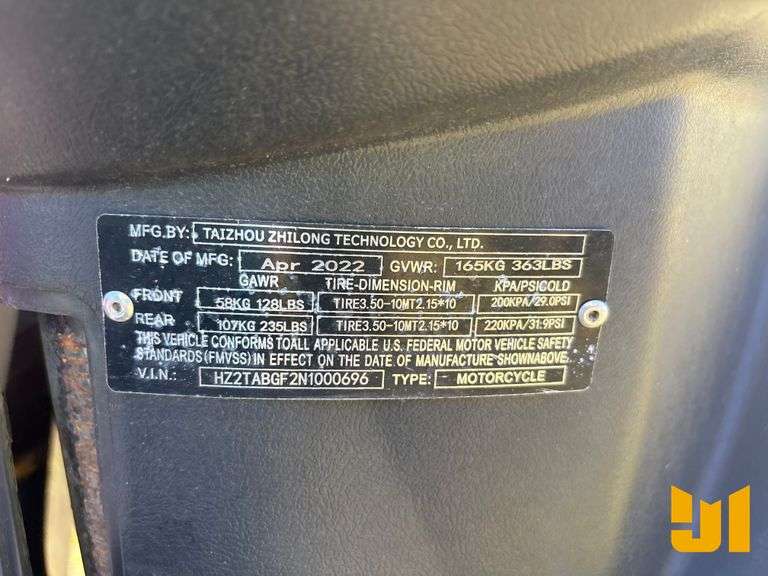 MFG.BY: TAIZHOU ZHILONG TECHNOLOGY CO., LTD.
DATE OF MFG: Apr 2022 GVWR: 165KG 363LBS
GAWR TIRE-DIMENSION-RIM KPA/PSICOLD
FRONT 58KG 128LBS TIRE3.50-10MT2.15*10 200KPA/29.0PSI
REAR 107KG 235LBS TIRE3.50-10MT2.15*10 220KPA/31.9PSI
THIS VEHICLE CONFORMS TOALL APPLICABLE U.S. FEDERAL MOTOR VEHICLE SAFETY
STANDARDS (FMVSS) IN EFFECT ON THE DATE OF MANUFACTURE SHOWNABOVE.
V.I.N.: HZ2TABGF2N1000696 TYPE: MOTORCYCLE